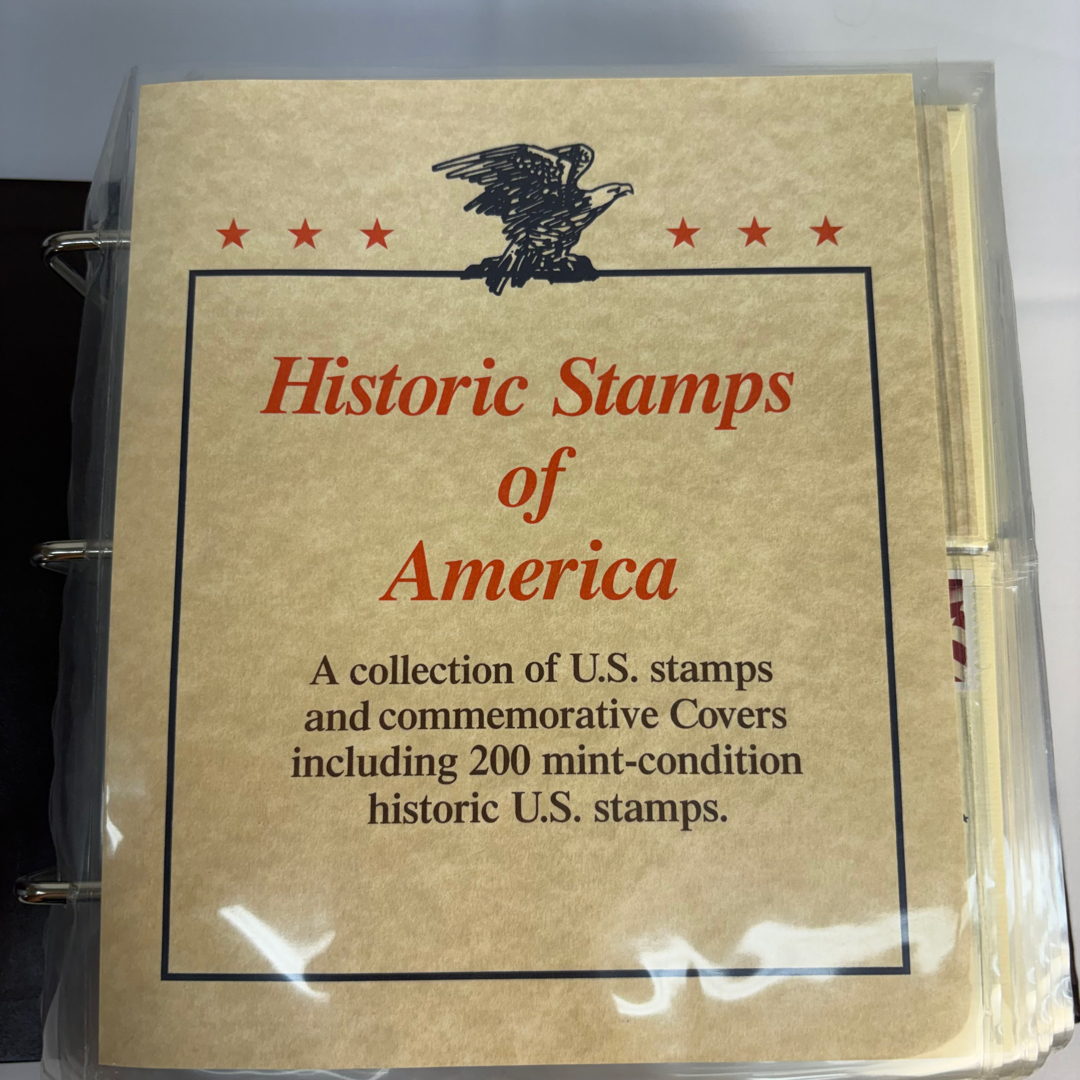 Historic Stamps
of
America
A collection of U.S. stamps
and commemorative Covers
including 200 mint-condition
historic U.S. stamps.